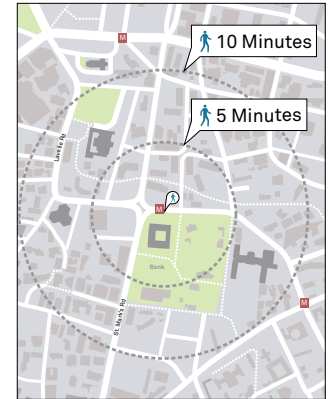 M
10 Minutes
5 Minutes
Lavelle Rd
M
Bank
St. Mark's Rd
M